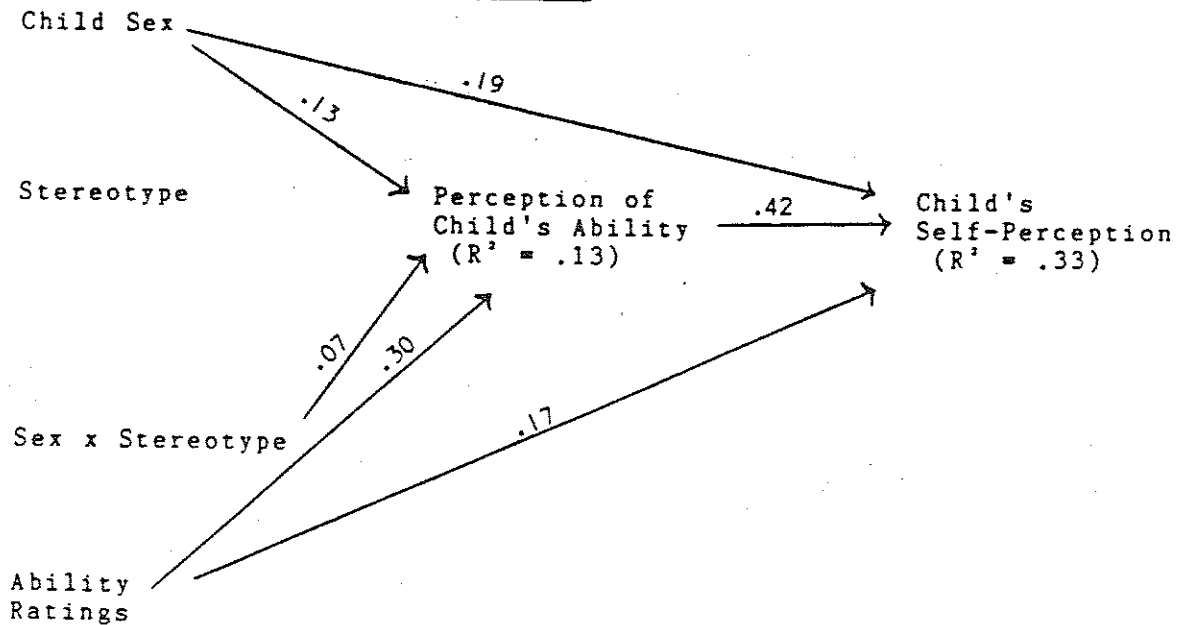 Child Sex
.19
.13
Stereotype
Perception of
Child's Ability
(R² = .13)
.42
Child's
Self-Perception
(R² = .33)
.07
.30
Sex x Stereotype
.17
Ability
Ratings